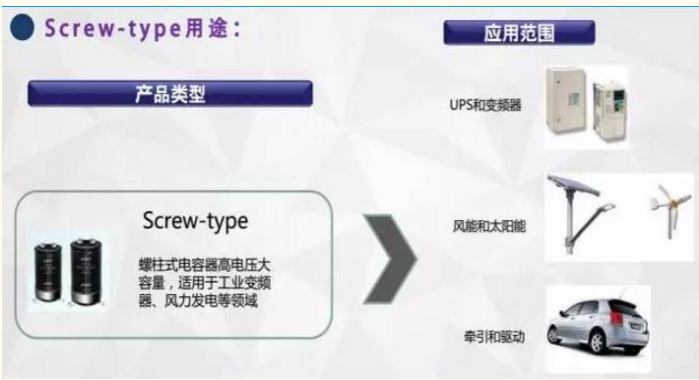 Screw-type用途：
应用范围
产品类型
UPS和变频器
Screw-type
螺柱式电容器高电压大
容量，适用于工业变频
器、风力发电等领域
风能和太阳能
牵引和驱动